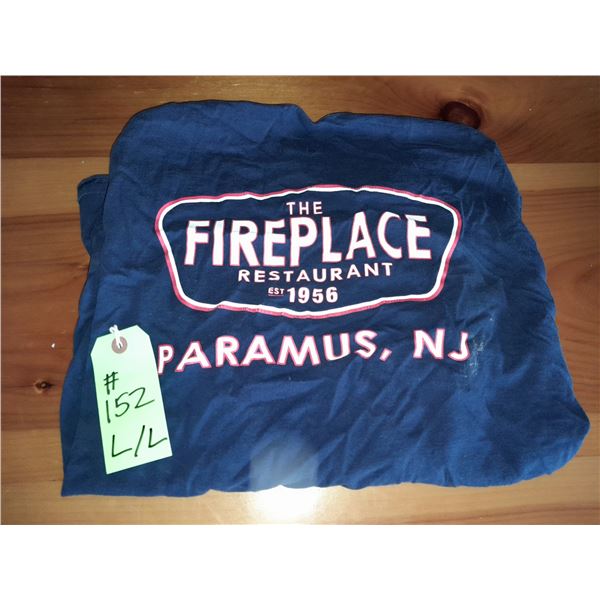 THE
FIREPLACE
RESTAURANT
EST 1956
PARAMUS, NJ
#
152
L/L